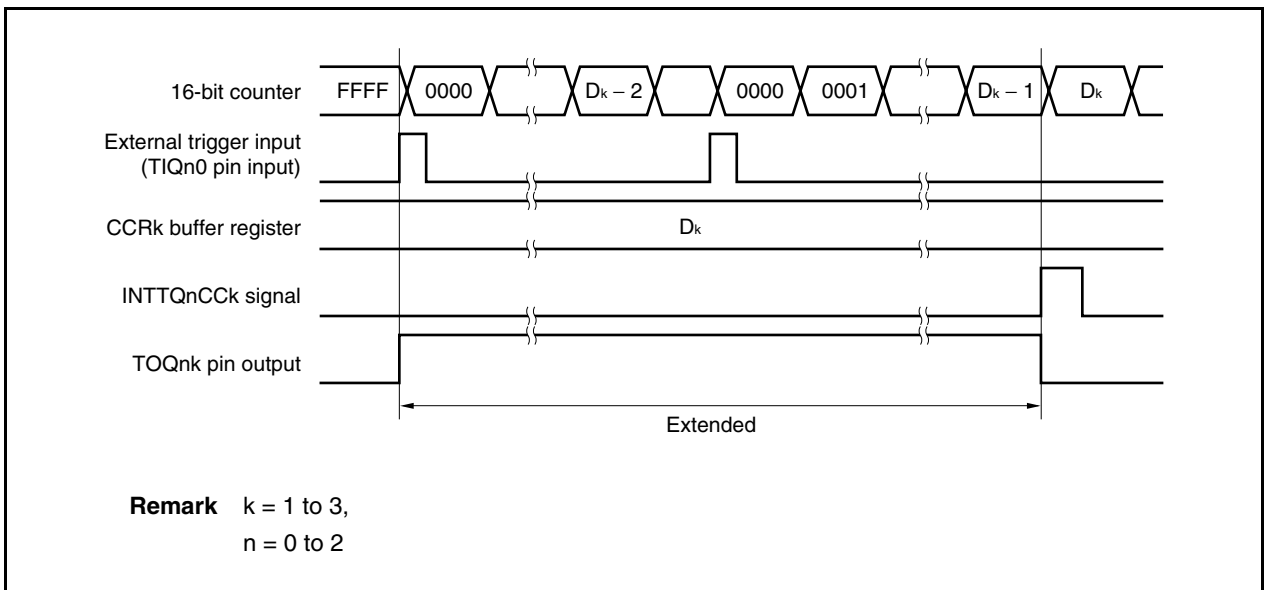 16-bit counter FFFF 0000 Dk − 2 0000 0001 Dk − 1 Dk
External trigger input
(TIQn0 pin input)
CCRk buffer register Dk
INTTQnCCk signal
TOQnk pin output
Extended
Remark k = 1 to 3,
n = 0 to 2